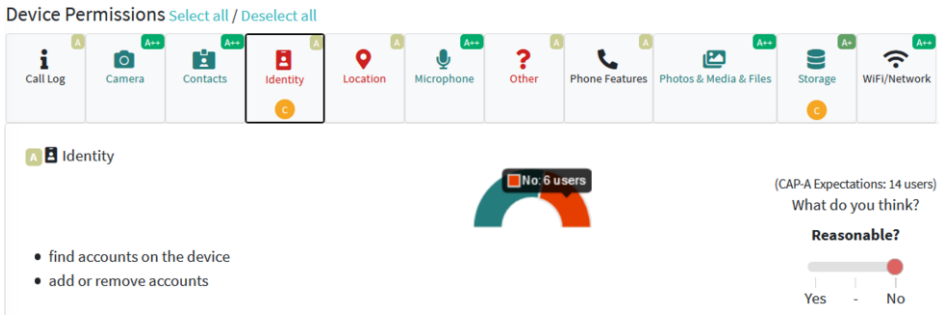 Device Permissions Select all / Deselect all
A A++ A++ A A A++ A A A++ A+ A++
Call Log Camera Contacts Identity Location Microphone Other Phone Features Photos & Media & Files Storage WiFi/Network
C C
A Identity
No: 6 users
(CAP-A Expectations: 14 users)
What do you think?
Reasonable?
• find accounts on the device
• add or remove accounts
Yes - No